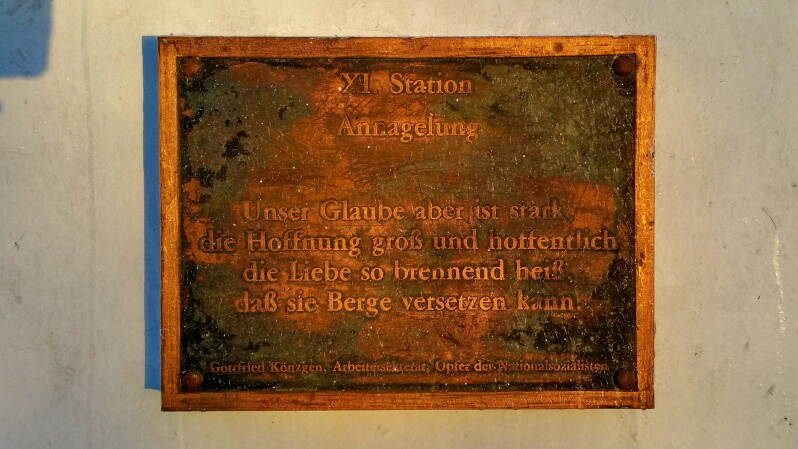 XI. Station
Annagelung
Unser Glaube aber ist stark,
die Hoffnung groß und hoffentlich
die Liebe so brennend heiß,
daß sie Berge versetzen kann.
Gottfried Könzgen, Arbeitersekretär, Opfer der Nationalsozialisten